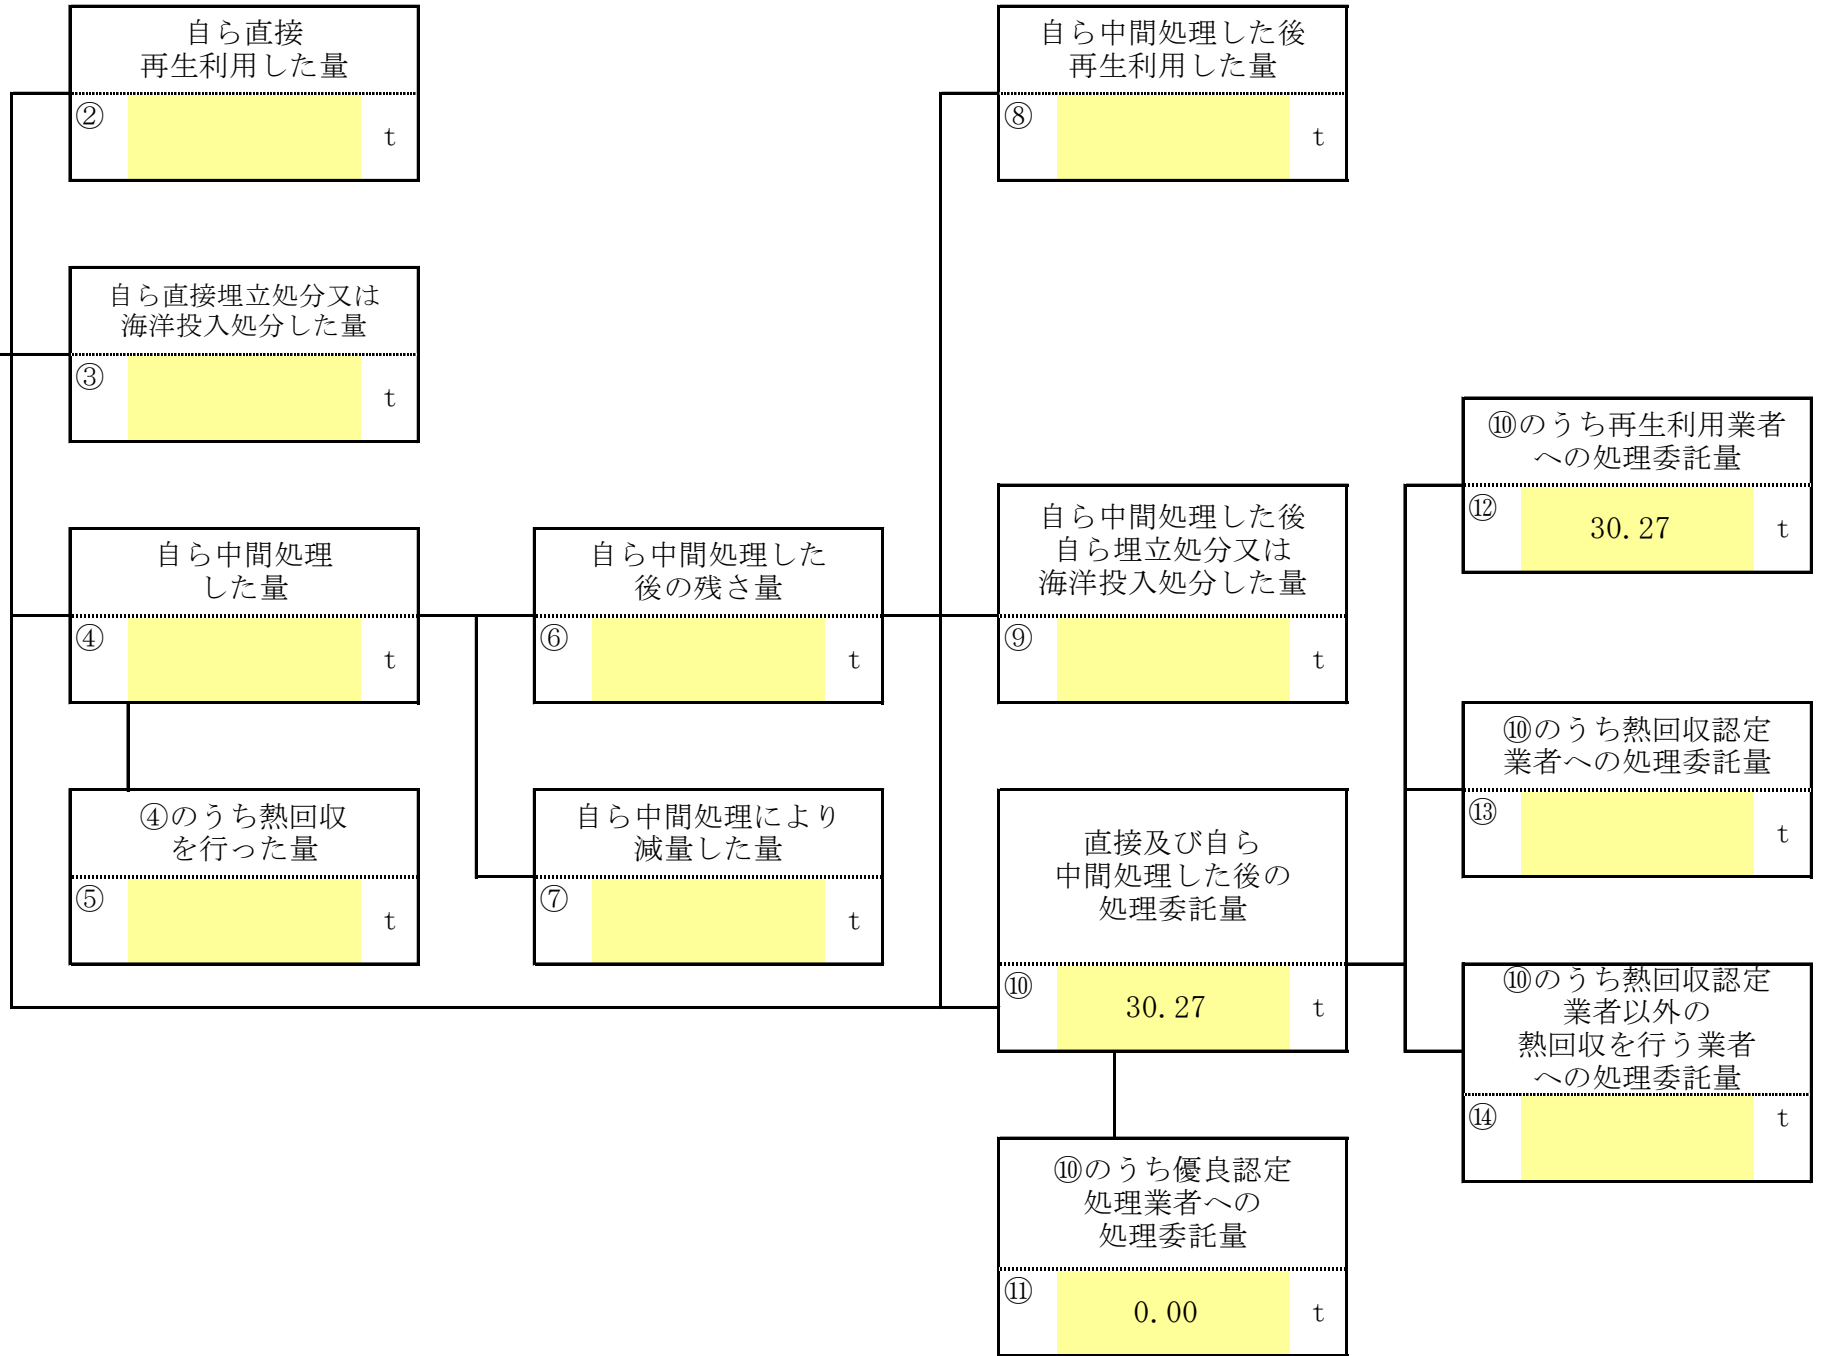 自ら直接
再生利用した量
②
t
自ら中間処理した後
再生利用した量
⑧
t
自ら直接埋立処分又は
海洋投入処分した量
③
t
⑩のうち再生利用業者
への処理委託量
⑫
30.27
t
自ら中間処理
した量
④
t
自ら中間処理した
後の残さ量
⑥
t
自ら中間処理した後
自ら埋立処分又は
海洋投入処分した量
⑨
t
⑩のうち熱回収認定
業者への処理委託量
⑬
t
④のうち熱回収
を行った量
⑤
t
自ら中間処理により
減量した量
⑦
t
直接及び自ら
中間処理した後の
処理委託量
⑩
30.27
t
⑩のうち熱回収認定
業者以外の
熱回収を行う業者
への処理委託量
⑭
t
⑩のうち優良認定
処理業者への
処理委託量
⑪
0.00
t